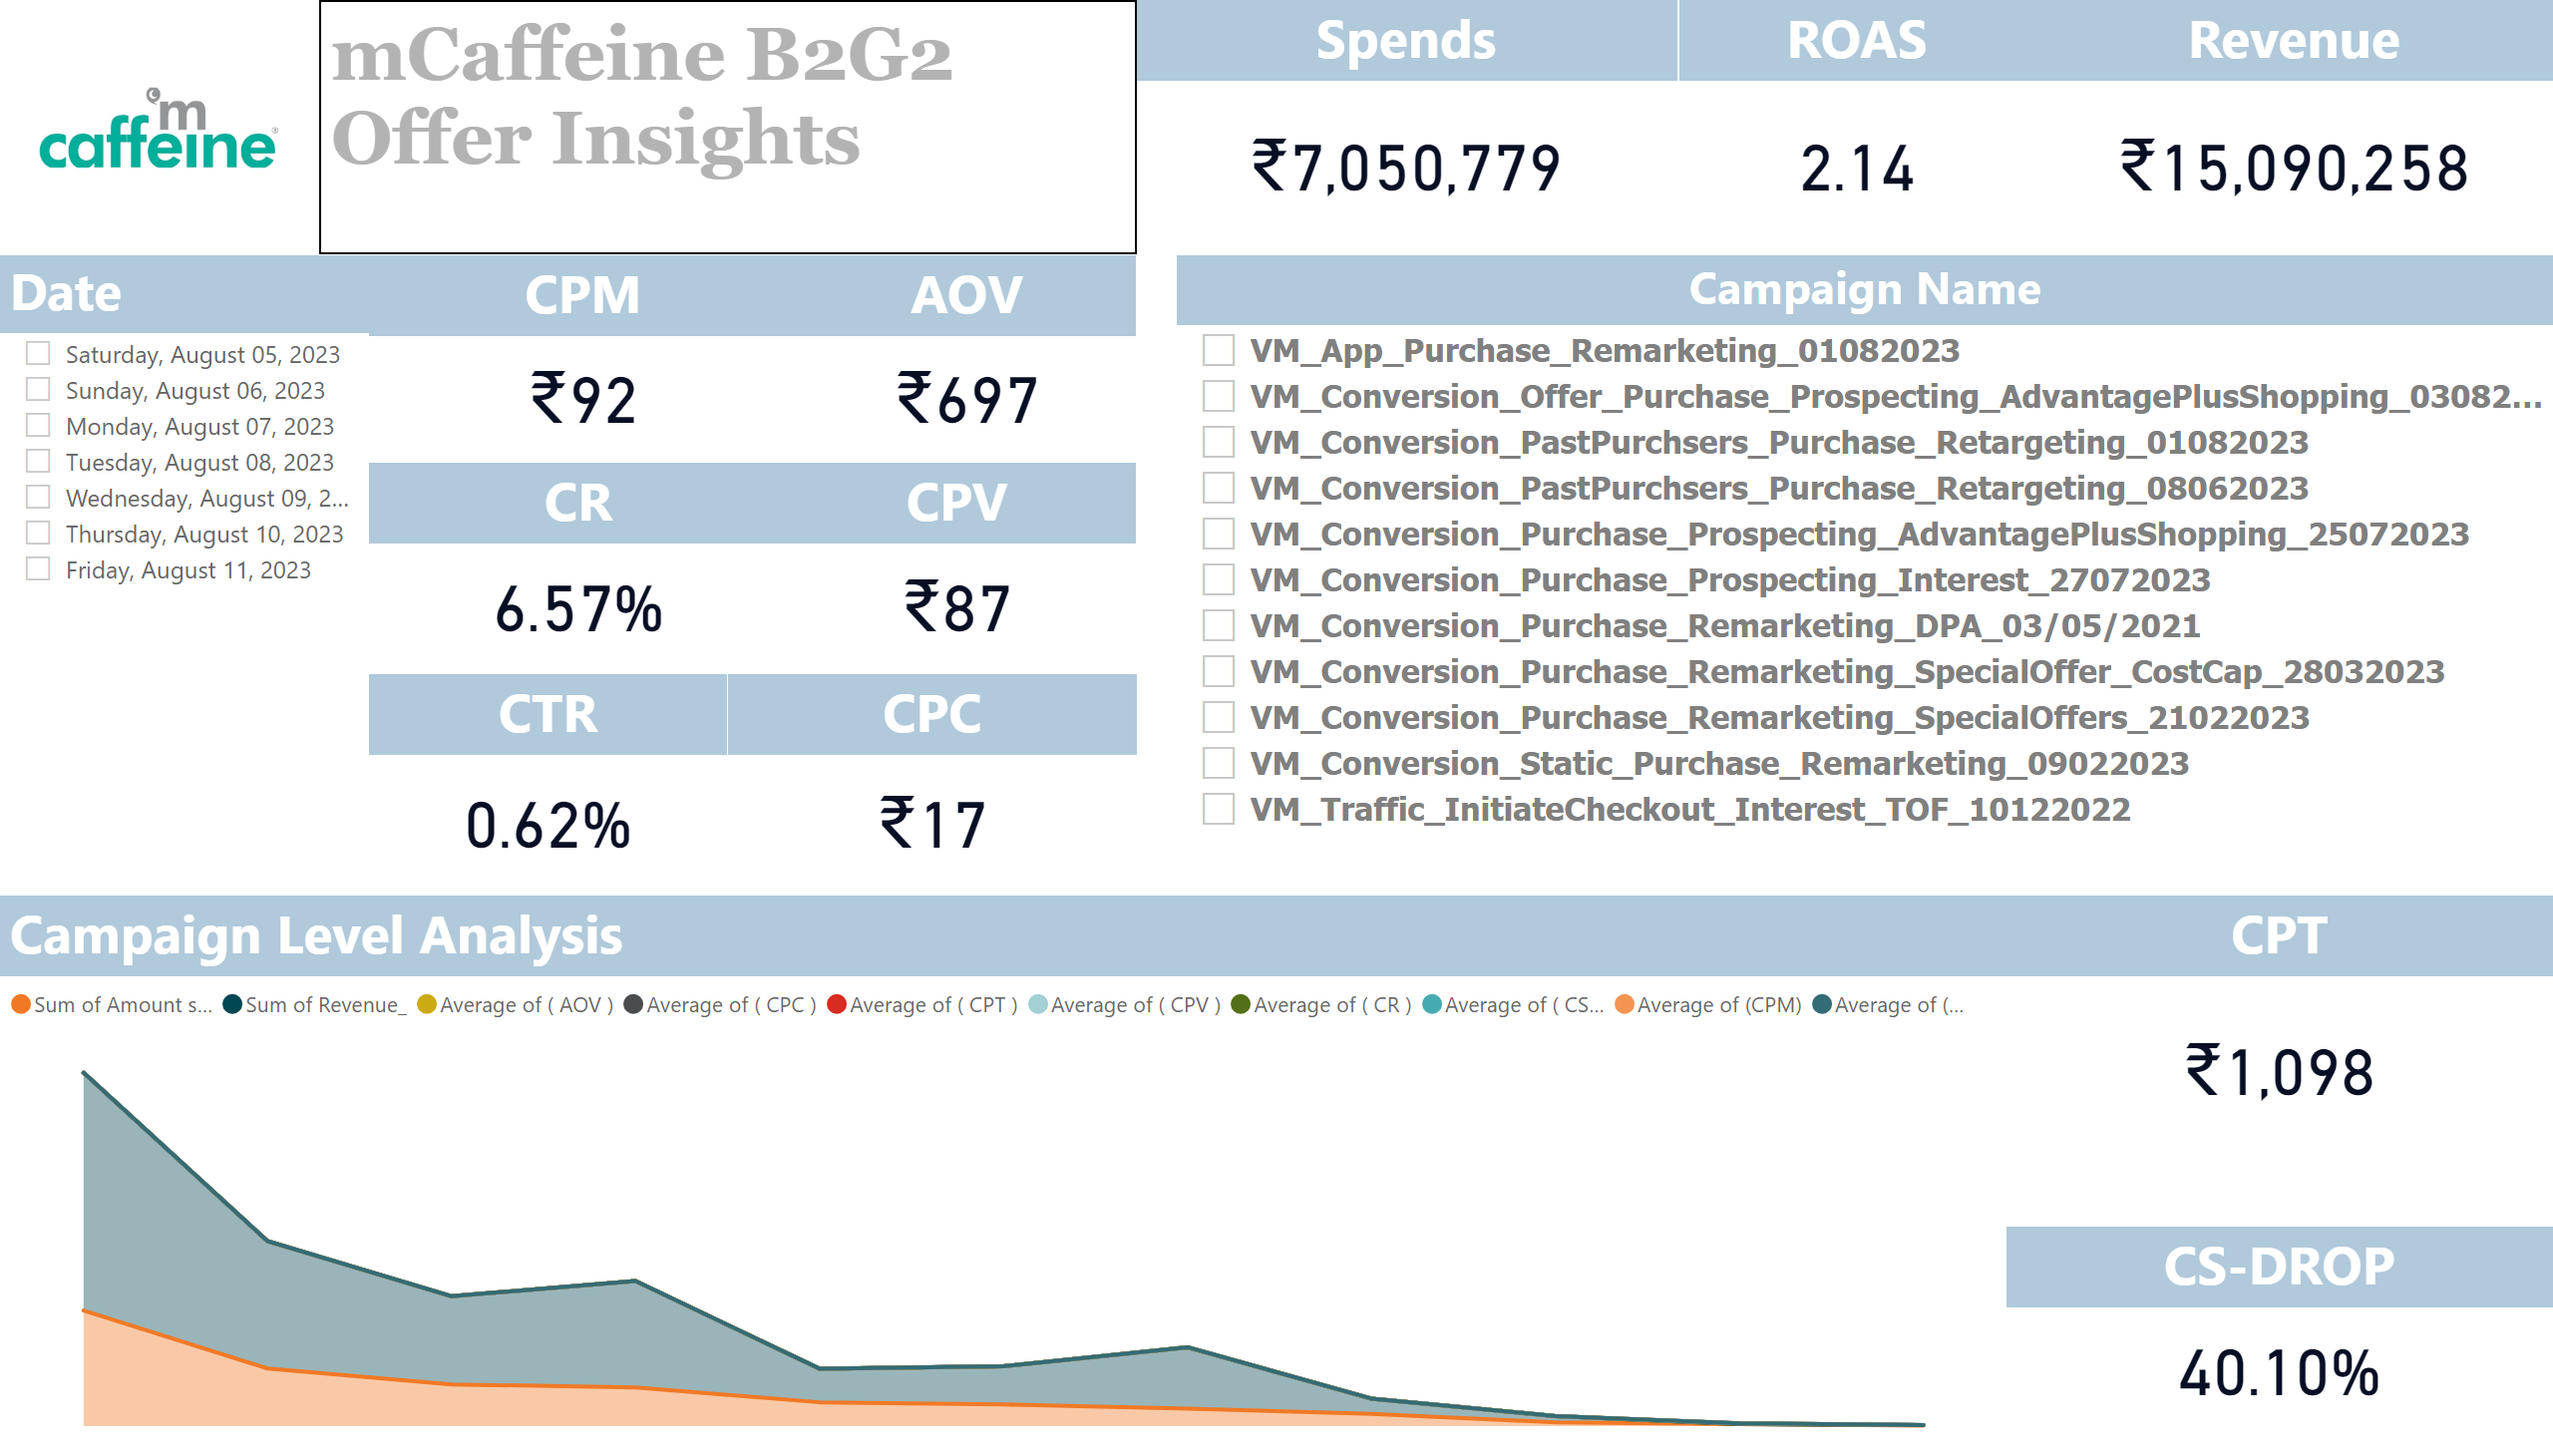 'm
caffeine
mCaffeine B2G2
Offer Insights
Spends
ROAS
Revenue
₹7,050,779
2.14
₹15,090,258
Date
Saturday, August 05, 2023
Sunday, August 06, 2023
Monday, August 07, 2023
Tuesday, August 08, 2023
Wednesday, August 09, 2...
Thursday, August 10, 2023
Friday, August 11, 2023
CPM
AOV
₹92
₹697
CR
CPV
6.57%
₹87
CTR
CPC
0.62%
₹17
Campaign Name
VM_App_Purchase_Remarketing_01082023
VM_Conversion_Offer_Purchase_Prospecting_AdvantagePlusShopping_03082...
VM_Conversion_PastPurchsers_Purchase_Retargeting_01082023
VM_Conversion_PastPurchsers_Purchase_Retargeting_08062023
VM_Conversion_Purchase_Prospecting_AdvantagePlusShopping_25072023
VM_Conversion_Purchase_Prospecting_Interest_27072023
VM_Conversion_Purchase_Remarketing_DPA_03/05/2021
VM_Conversion_Purchase_Remarketing_SpecialOffer_CostCap_28032023
VM_Conversion_Purchase_Remarketing_SpecialOffers_21022023
VM_Conversion_Static_Purchase_Remarketing_09022023
VM_Traffic_InitiateCheckout_Interest_TOF_10122022
Campaign Level Analysis
Sum of Amount s... Sum of Revenue_ Average of ( AOV ) Average of ( CPC ) Average of ( CPT ) Average of ( CPV ) Average of ( CR ) Average of ( CS... Average of (CPM) Average of (...
CPT
₹1,098
CS-DROP
40.10%